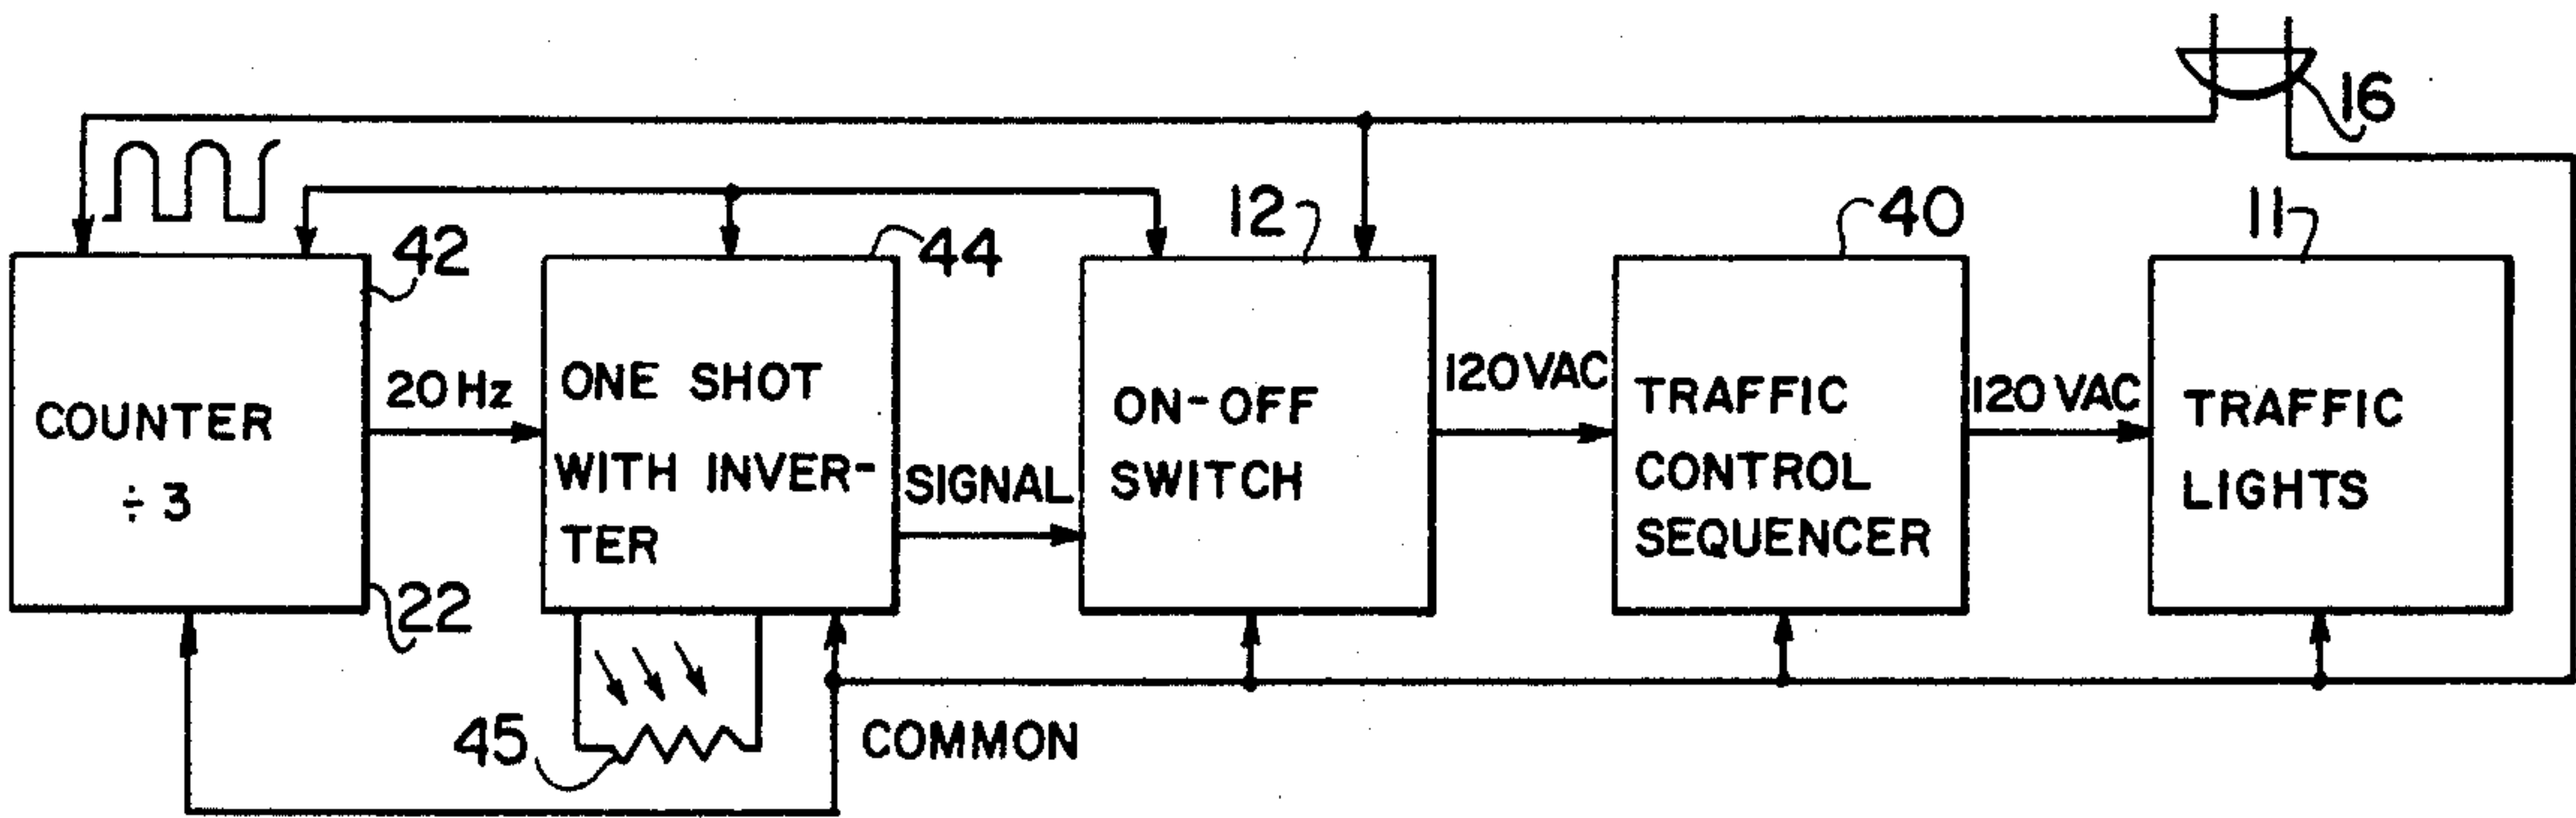 16
12
40
11
42
44
COUNTER
÷ 3
22
20 Hz
ONE SHOT
WITH INVER-
TER
45
SIGNAL
ON-OFF
SWITCH
120 VAC
TRAFFIC
CONTROL
SEQUENCER
120 VAC
TRAFFIC
LIGHTS
COMMON